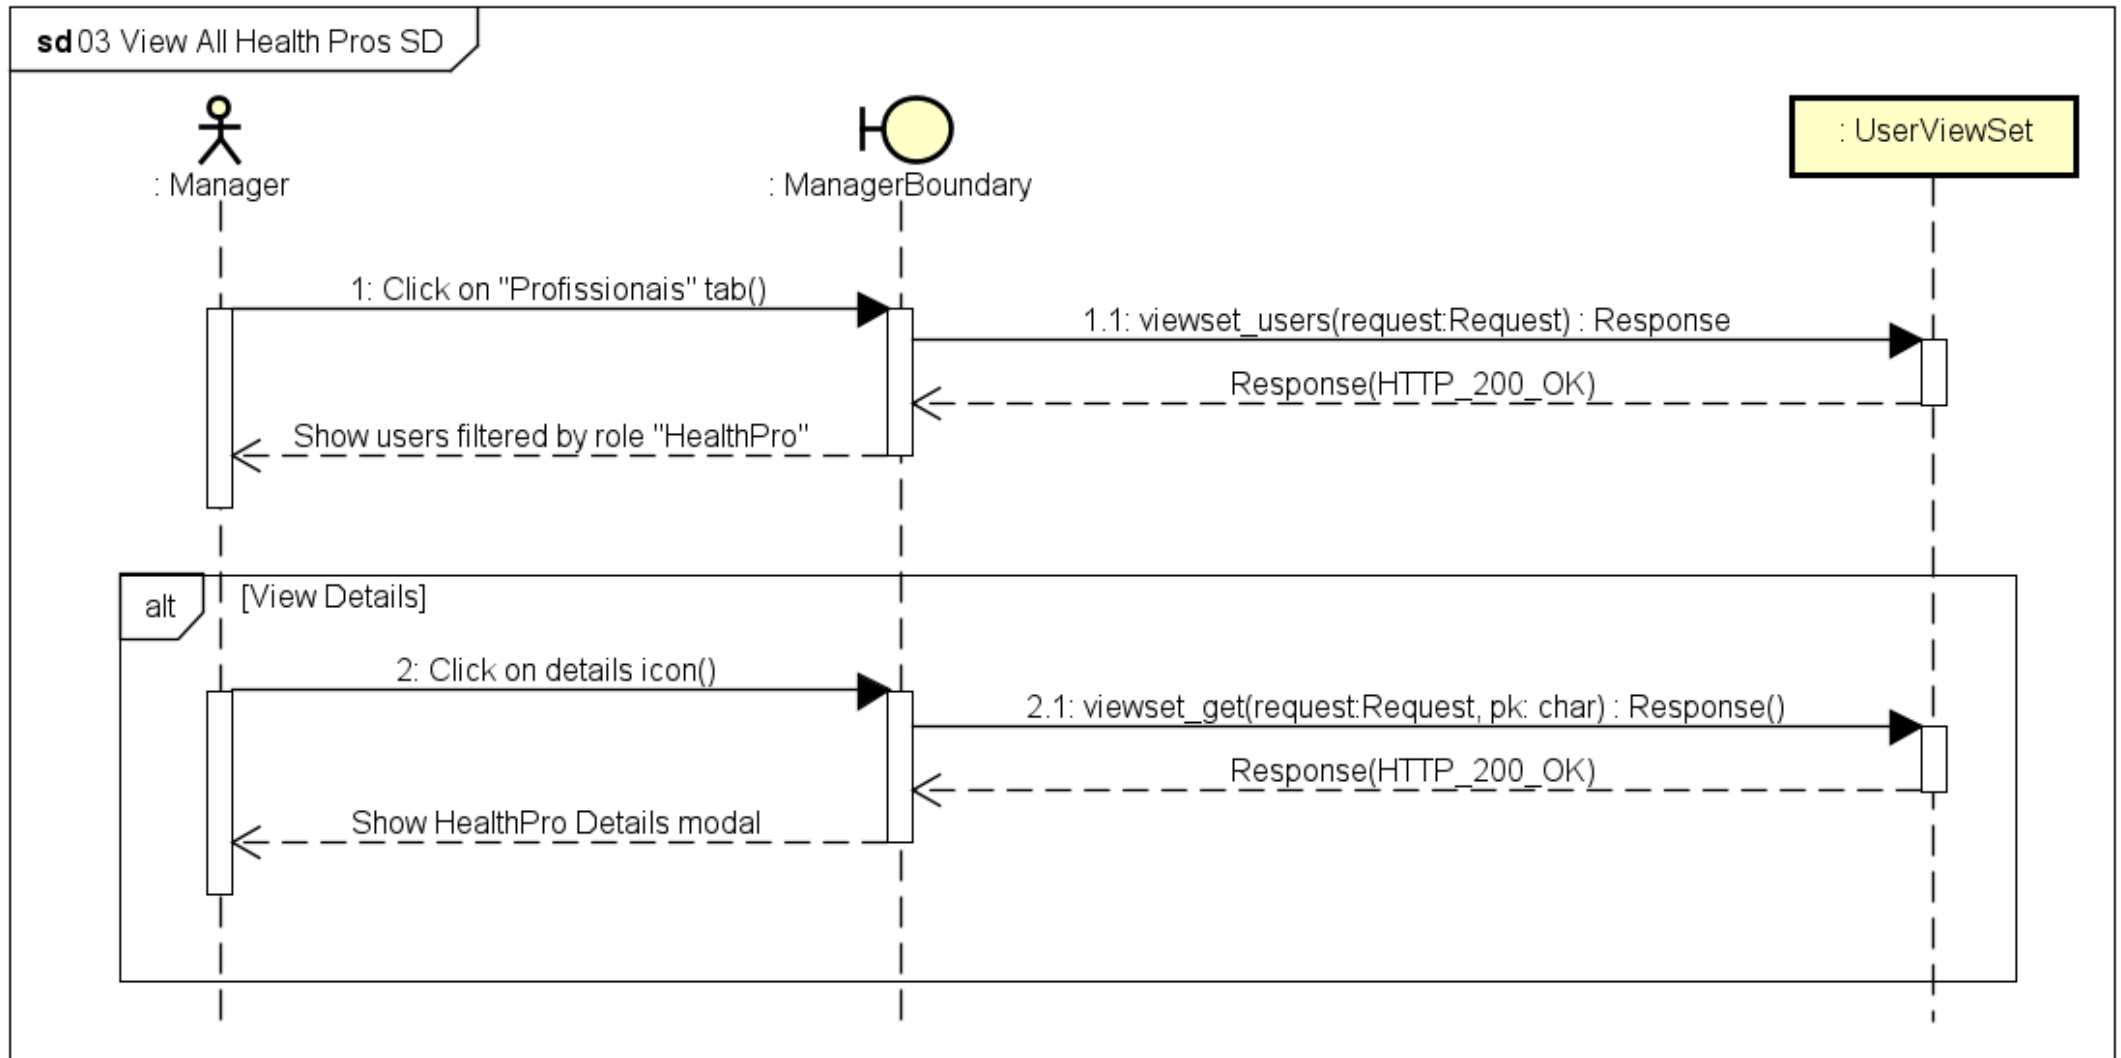 sd 03 View All Health Pros SD
: Manager
: ManagerBoundary
: UserViewSet
1: Click on "Profissionais" tab()
1.1: viewset_users(request:Request) : Response
Response(HTTP_200_OK)
Show users filtered by role "HealthPro"
alt
[View Details]
2: Click on details icon()
2.1: viewset_get(request:Request, pk: char) : Response()
Response(HTTP_200_OK)
Show HealthPro Details modal